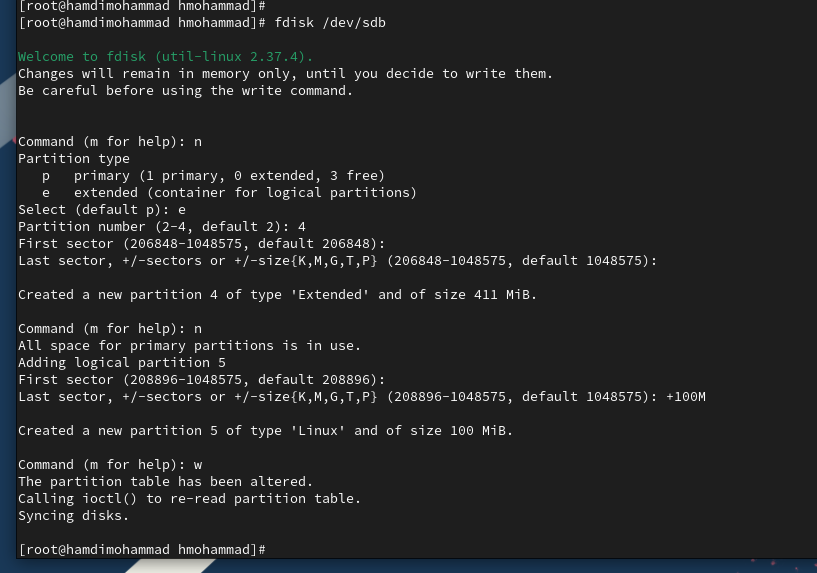 [root@hamdimohammad hmohammad]#
[root@hamdimohammad hmohammad]# fdisk /dev/sdb
Welcome to fdisk (util-linux 2.37.4).
Changes will remain in memory only, until you decide to write them.
Be careful before using the write command.
Command (m for help): n
Partition type
   p   primary (1 primary, 0 extended, 3 free)
   e   extended (container for logical partitions)
Select (default p): e
Partition number (2-4, default 2): 4
First sector (206848-1048575, default 206848):
Last sector, +/-sectors or +/-size{K,M,G,T,P} (206848-1048575, default 1048575):
Created a new partition 4 of type 'Extended' and of size 411 MiB.
Command (m for help): n
All space for primary partitions is in use.
Adding logical partition 5
First sector (208896-1048575, default 208896):
Last sector, +/-sectors or +/-size{K,M,G,T,P} (208896-1048575, default 1048575): +100M
Created a new partition 5 of type 'Linux' and of size 100 MiB.
Command (m for help): w
The partition table has been altered.
Calling ioctl() to re-read partition table.
Syncing disks.
[root@hamdimohammad hmohammad]#